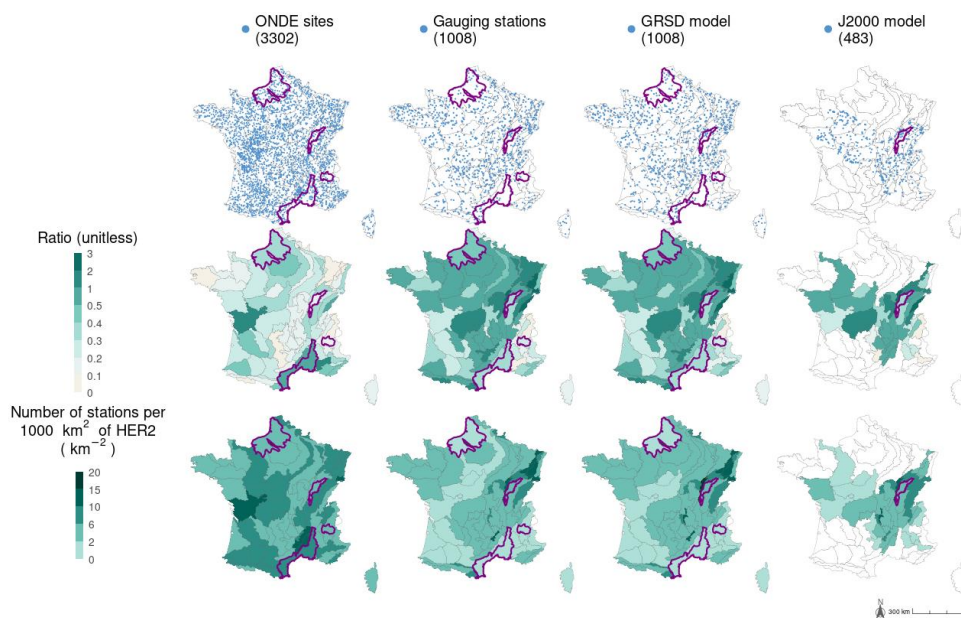 ONDE sites
(3302)
Gauging stations
(1008)
GRSD model
(1008)
J2000 model
(483)
Ratio (unitless)
3
2
1
0.5
0.4
0.3
0.2
0.1
0
Number of stations per
1000 km² of HER2
( km⁻² )
20
15
10
6
2
0
N
300 km